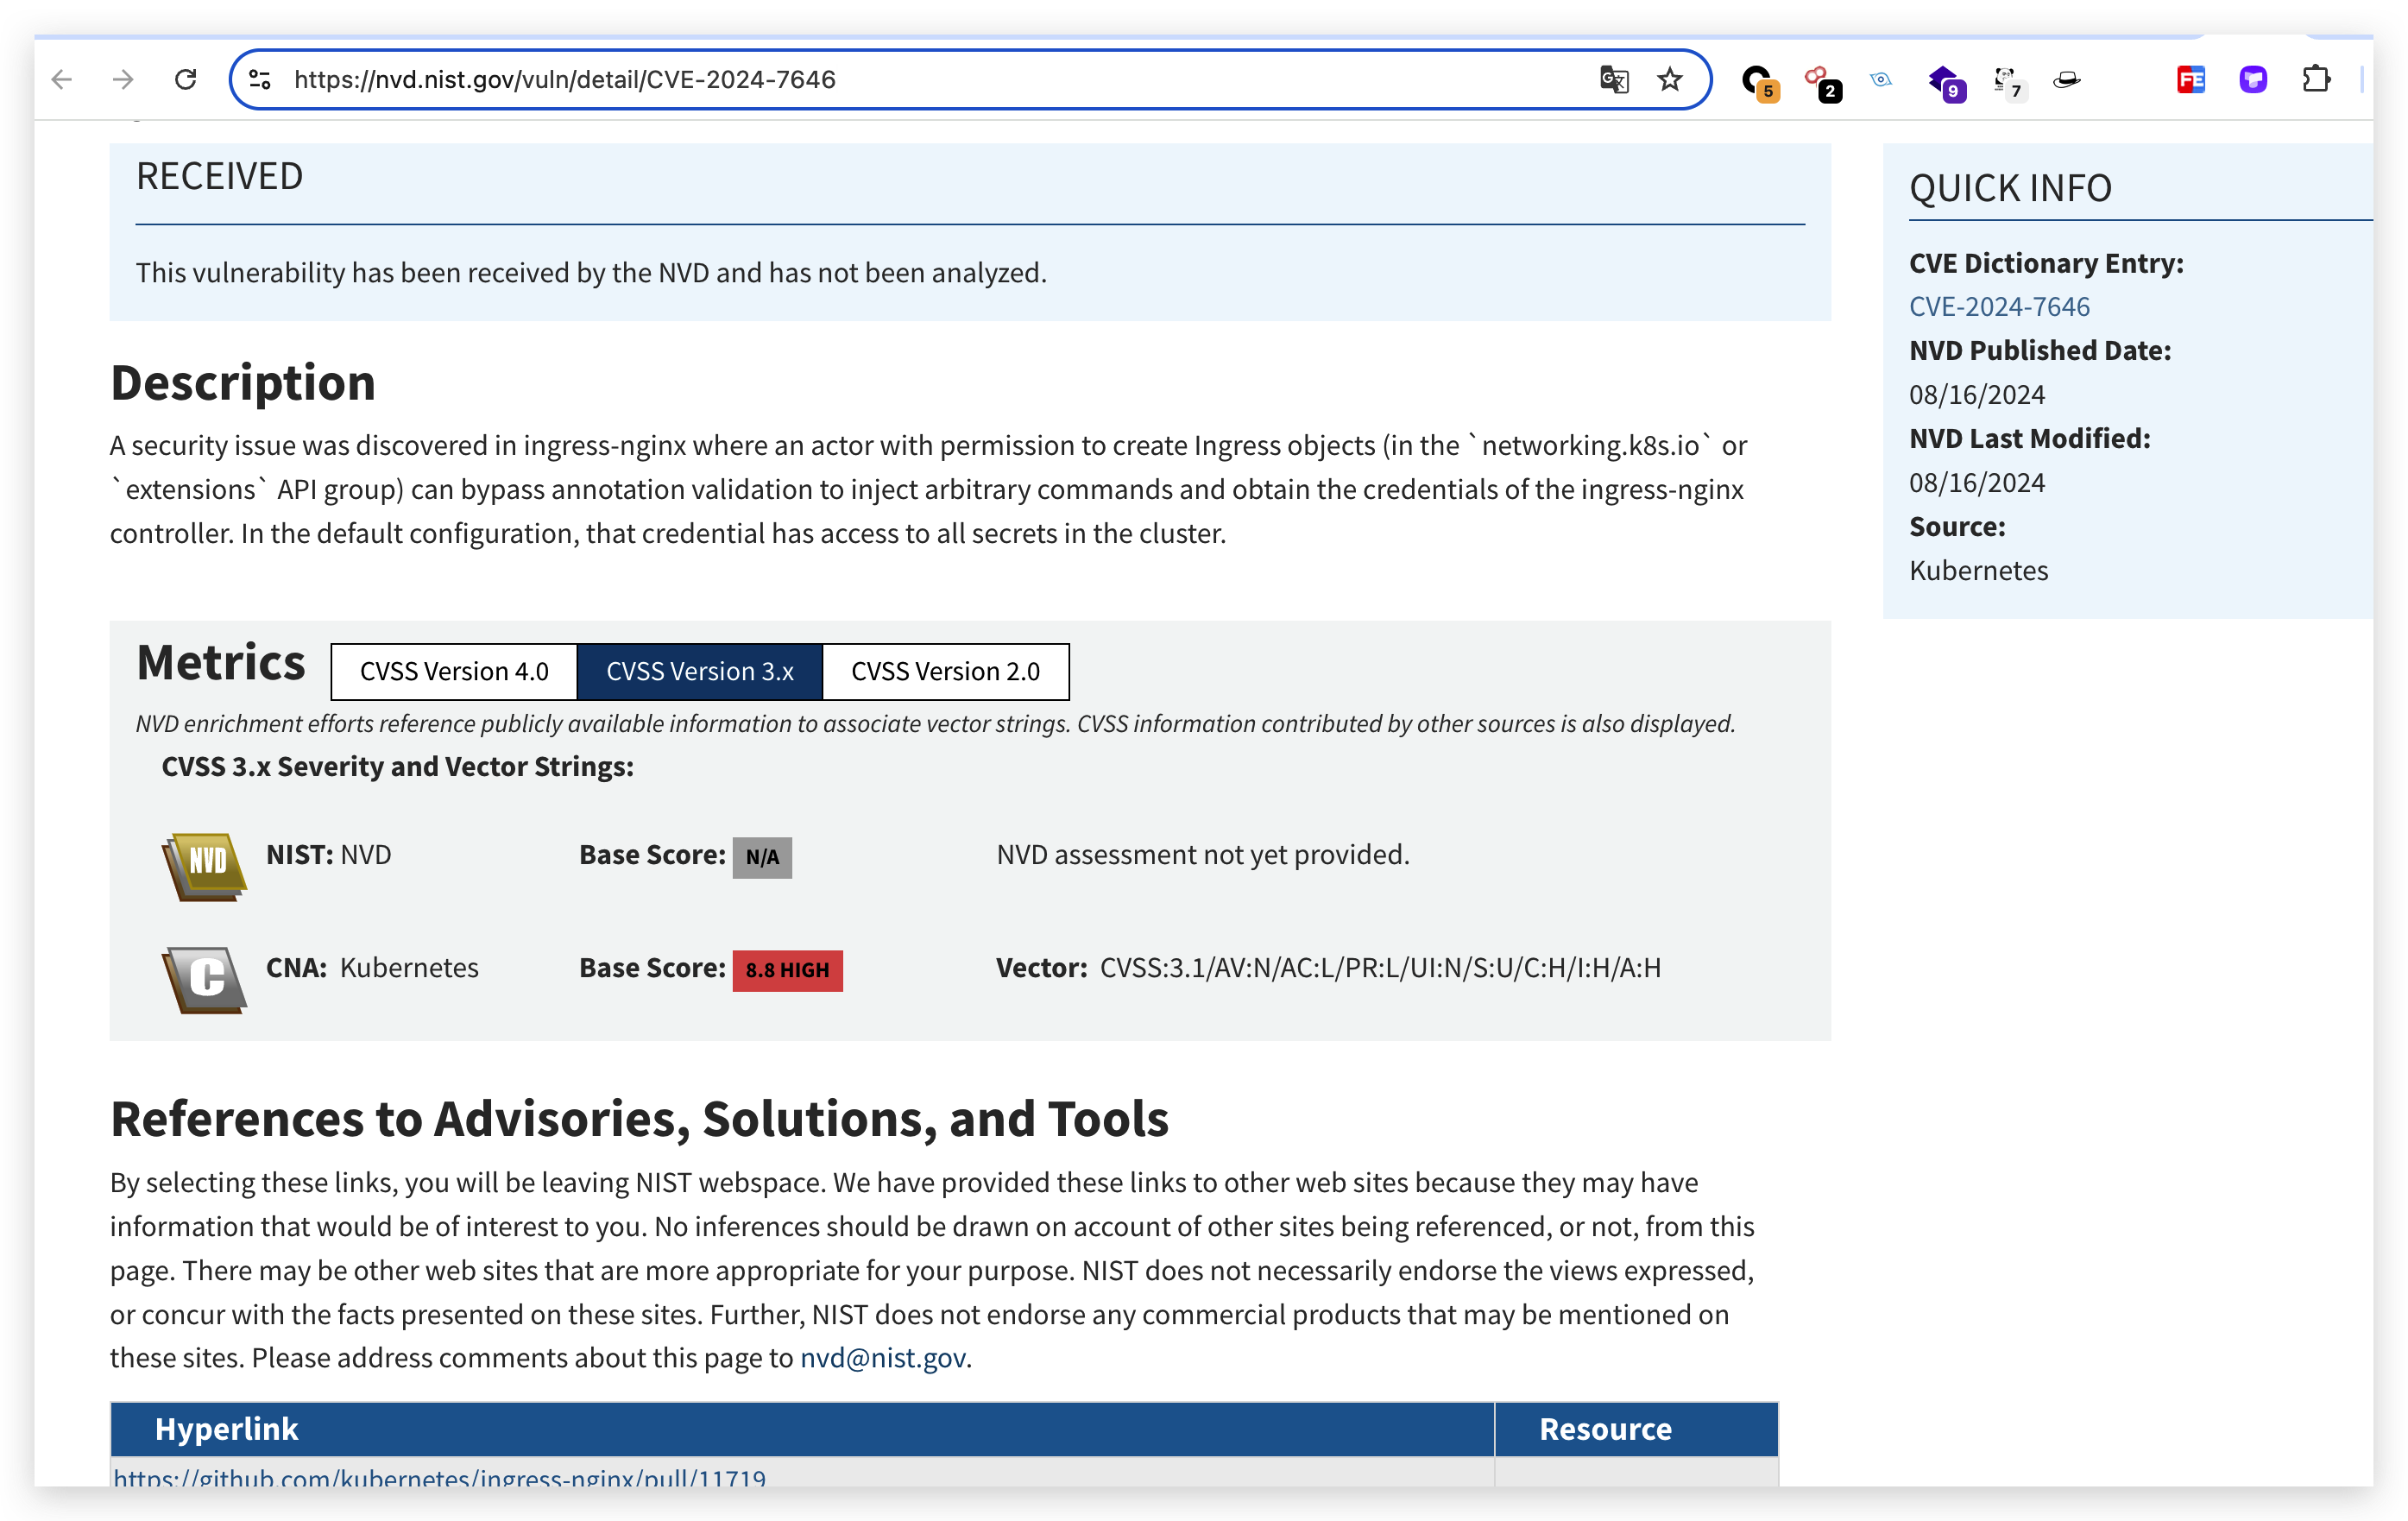 https://nvd.nist.gov/vuln/detail/CVE-2024-7646
5
2
9
7
FE
RECEIVED
This vulnerability has been received by the NVD and has not been analyzed.
Description
A security issue was discovered in ingress-nginx where an actor with permission to create Ingress objects (in the `networking.k8s.io` or
`extensions` API group) can bypass annotation validation to inject arbitrary commands and obtain the credentials of the ingress-nginx
controller. In the default configuration, that credential has access to all secrets in the cluster.
Metrics
CVSS Version 4.0
CVSS Version 3.x
CVSS Version 2.0
NVD enrichment efforts reference publicly available information to associate vector strings. CVSS information contributed by other sources is also displayed.
CVSS 3.x Severity and Vector Strings:
NVD
NIST: NVD
Base Score: N/A
NVD assessment not yet provided.
C
CNA: Kubernetes
Base Score: 8.8 HIGH
Vector: CVSS:3.1/AV:N/AC:L/PR:L/UI:N/S:U/C:H/I:H/A:H
References to Advisories, Solutions, and Tools
By selecting these links, you will be leaving NIST webspace. We have provided these links to other web sites because they may have
information that would be of interest to you. No inferences should be drawn on account of other sites being referenced, or not, from this
page. There may be other web sites that are more appropriate for your purpose. NIST does not necessarily endorse the views expressed,
or concur with the facts presented on these sites. Further, NIST does not endorse any commercial products that may be mentioned on
these sites. Please address comments about this page to nvd@nist.gov.
Hyperlink
Resource
https://github.com/kubernetes/ingress-nginx/pull/11719
QUICK INFO
CVE Dictionary Entry:
CVE-2024-7646
NVD Published Date:
08/16/2024
NVD Last Modified:
08/16/2024
Source:
Kubernetes